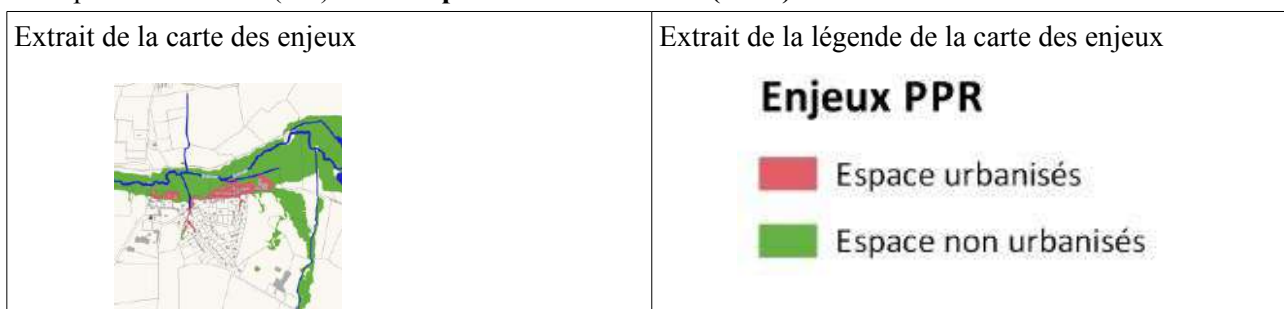 Extrait de la carte des enjeux
Extrait de la légende de la carte des enjeux
Enjeux PPR
Espace urbanisés
Espace non urbanisés